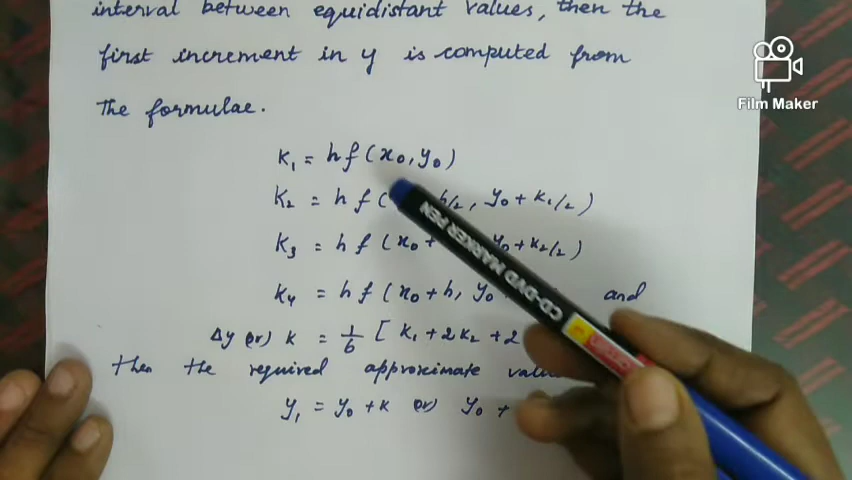 interval between equidistant values, then the
first increment in y is computed from
the formulae.
K₁ = hf(x₀, y₀)
K₂ = hf( h/2, y₀ + K₁/2)
K₃ = hf(x₀ + y₀ + K₂/2)
K₄ = hf(x₀ + h, y₀ and
Δy (or) K = 1/6 [K₁ + 2K₂ + 2
Then the required approximate
y₁ = y₀ + K (or) y₀ +
Film Maker
CD-DVD MARKER PEN